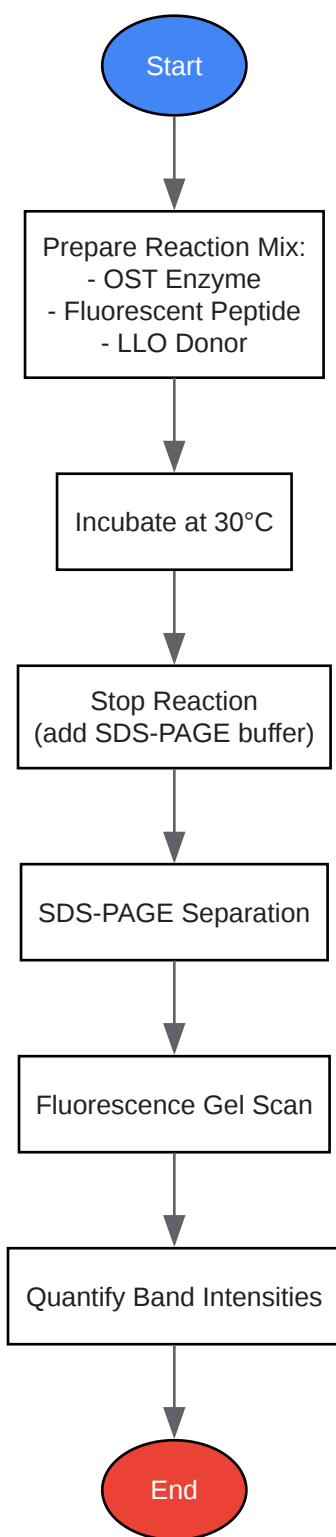 Start
Prepare Reaction Mix:
- OST Enzyme
- Fluorescent Peptide
- LLO Donor
Incubate at 30°C
Stop Reaction
(add SDS-PAGE buffer)
SDS-PAGE Separation
Fluorescence Gel Scan
Quantify Band Intensities
End